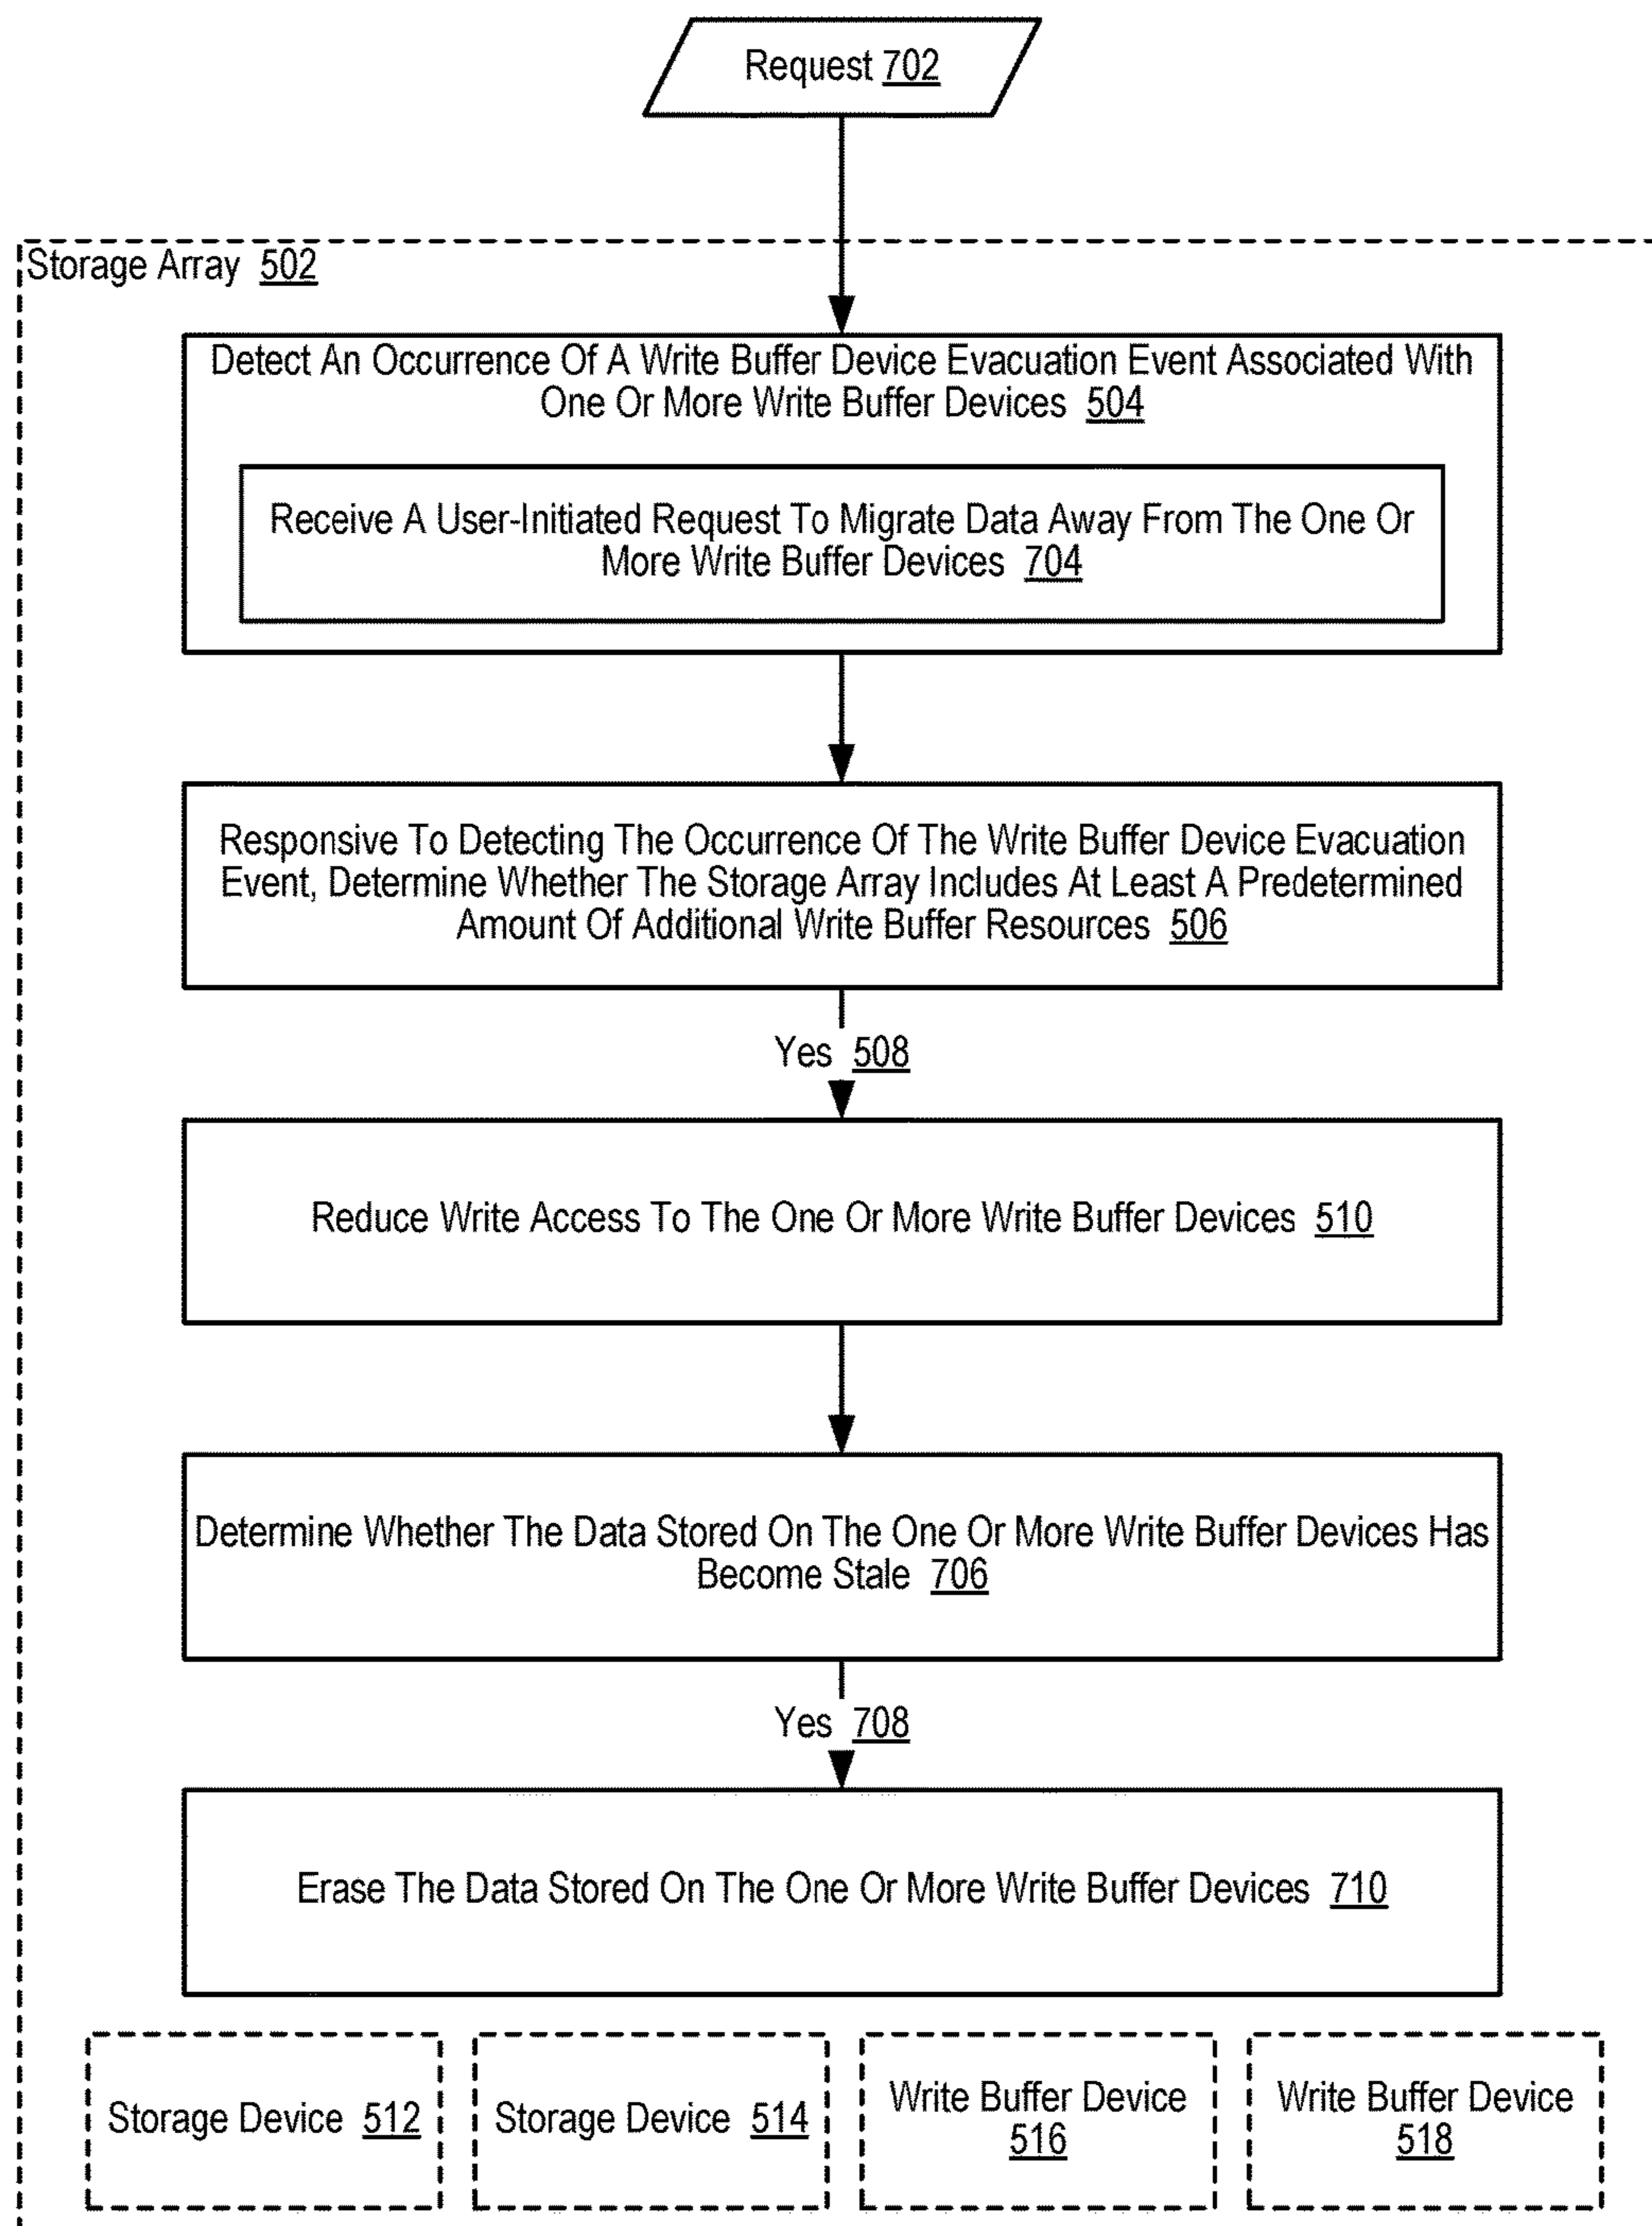 Request 702
Storage Array 502
Detect An Occurrence Of A Write Buffer Device Evacuation Event Associated With
One Or More Write Buffer Devices 504
Receive A User-Initiated Request To Migrate Data Away From The One Or
More Write Buffer Devices 704
Responsive To Detecting The Occurrence Of The Write Buffer Device Evacuation
Event, Determine Whether The Storage Array Includes At Least A Predetermined
Amount Of Additional Write Buffer Resources 506
Yes 508
Reduce Write Access To The One Or More Write Buffer Devices 510
Determine Whether The Data Stored On The One Or More Write Buffer Devices Has
Become Stale 706
Yes 708
Erase The Data Stored On The One Or More Write Buffer Devices 710
Storage Device 512
Storage Device 514
Write Buffer Device
516
Write Buffer Device
518